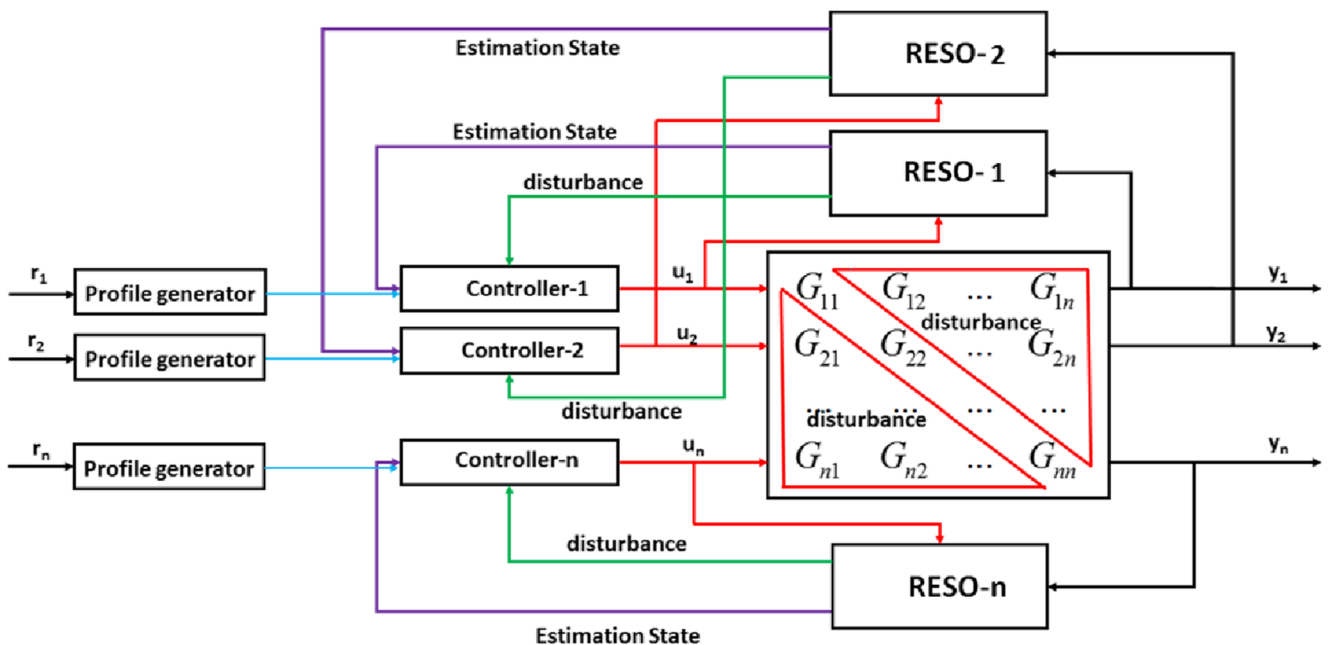 Estimation State
RESO-2
Estimation State
RESO-1
disturbance
r1
Profile generator
Controller-1
u1
G11 G12 ... G1n
y1
disturbance
r2
Profile generator
Controller-2
u2
G21 G22 ... G2n
y2
disturbance
... ... ... ...
disturbance
rn
Profile generator
Controller-n
un
Gn1 Gn2 ... Gnn
yn
disturbance
RESO-n
Estimation State